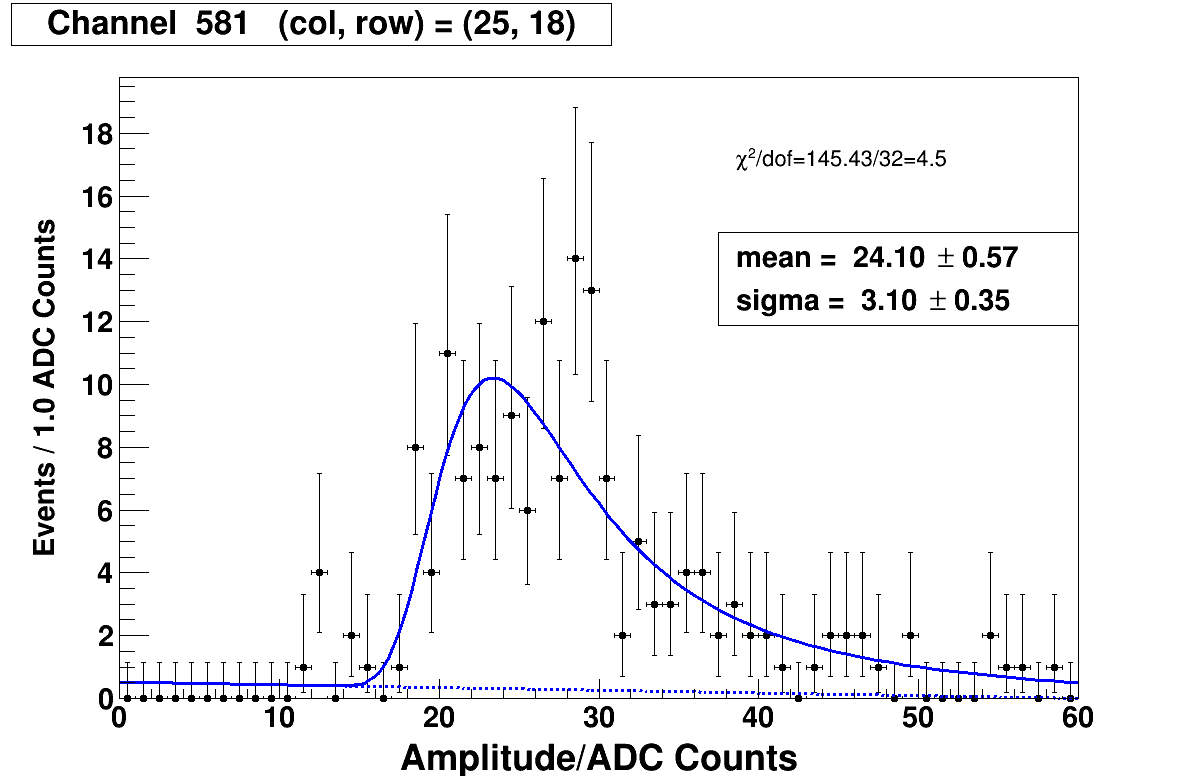 Channel 581 (col, row) = (25, 18)
χ²/dof=145.43/32=4.5
mean = 24.10 ± 0.57
sigma = 3.10 ± 0.35
Events / 1.0 ADC Counts
18
16
14
12
10
8
6
4
2
0
0 10 20 30 40 50 60
Amplitude/ADC Counts